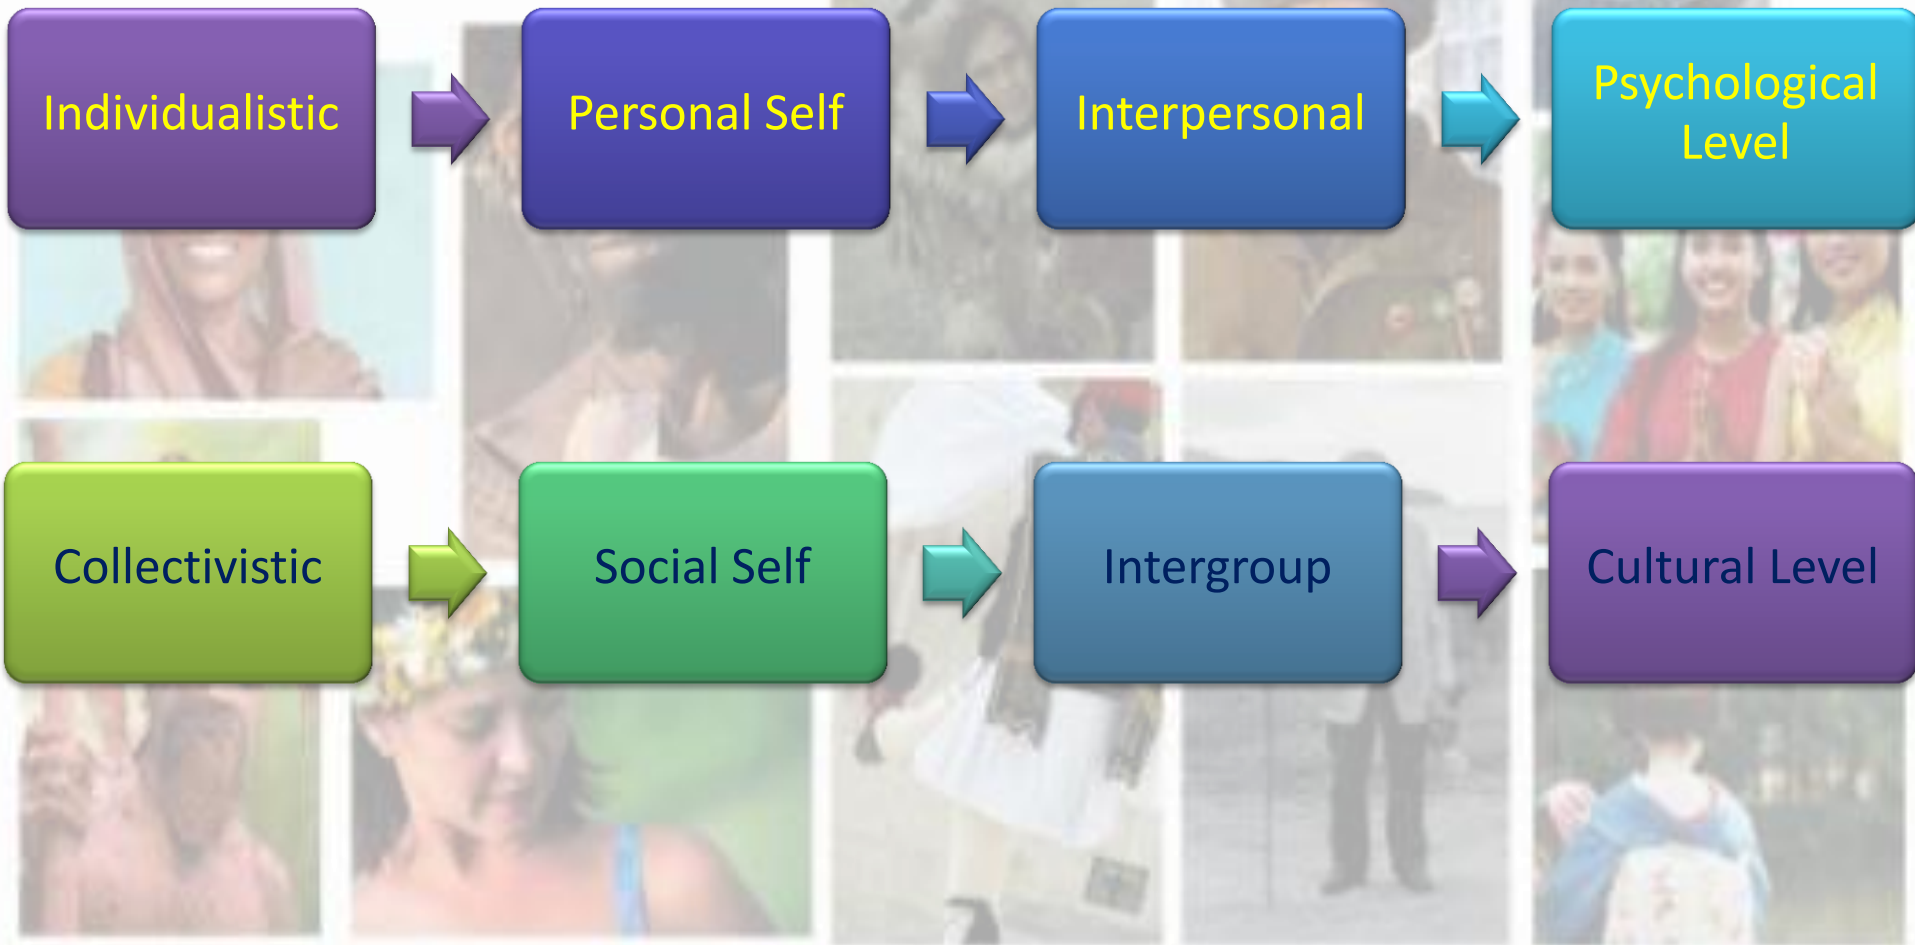 Individualistic
Personal Self
Interpersonal
Psychological
Level
Collectivistic
Social Self
Intergroup
Cultural Level